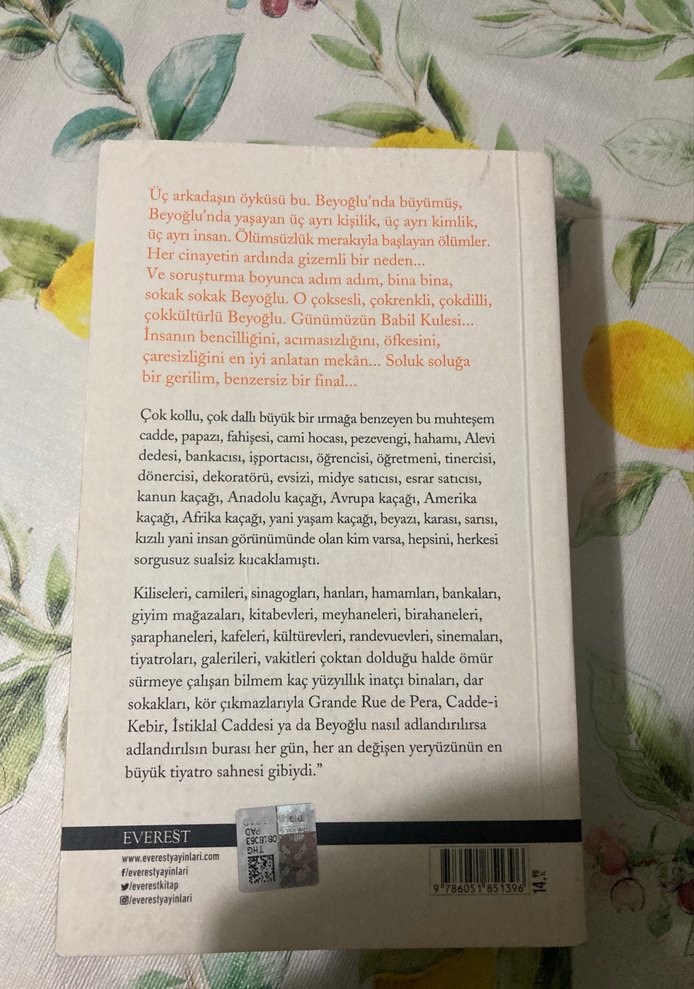 Üç arkadaşın öyküsü bu. Beyoğlu'nda büyümüş,
Beyoğlu'nda yaşayan üç ayrı kişilik, üç ayrı kimlik,
üç ayrı insan. Ölümsüzlük merakıyla başlayan ölümler.
Her cinayetin ardında gizemli bir neden...
Ve soruşturma boyunca adım adım, bina bina,
sokak sokak Beyoğlu. O çoksesli, çokrenkli, çokdilli,
çokkültürlü Beyoğlu. Günümüzün Babil Kulesi...
İnsanın bencilliğini, acımasızlığını, öfkesini,
çaresizliğini en iyi anlatan mekân... Soluk soluğa
bir gerilim, benzersiz bir final...
Çok kollu, çok dallı büyük bir ırmağa benzeyen bu muhteşem
cadde, papazı, fahişesi, cami hocası, pezevengi, hahamı, Alevi
dedesi, bankacısı, işportacısı, öğrencisi, öğretmeni, tinercisi,
dönercisi, dekoratörü, evsizi, midye satıcısı, esrar satıcısı,
kanun kaçağı, Anadolu kaçağı, Avrupa kaçağı, Amerika
kaçağı, Afrika kaçağı, yani yaşam kaçağı, beyazı, karası, sarısı,
kızılı yani insan görünümünde olan kim varsa, hepsini, herkesi
sorgusuz sualsiz kucaklamıştı.
Kiliseleri, camileri, sinagogları, hanları, hamamları, bankaları,
giyim mağazaları, kitabevleri, meyhaneleri, birahaneleri,
şaraphaneleri, kafeleri, kültürevleri, randevuevleri, sinemaları,
tiyatroları, galerileri, vakitleri çoktan dolduğu halde ömür
sürmeye çalışan bilmem kaç yüzyıllık inatçı binaları, dar
sokakları, kör çıkmazlarıyla Grande Rue de Pera, Cadde-i
Kebir, İstiklal Caddesi ya da Beyoğlu nasıl adlandırılırsa
adlandırılsın burası her gün, her an değişen yeryüzünün en
büyük tiyatro sahnesi gibiydi.”
EVEREST
www.everestyayinlari.com
f/everestyayinlari
/everestkitap
/everestyayinlari
THG
PAD
9 786051 851396
14.90
TL